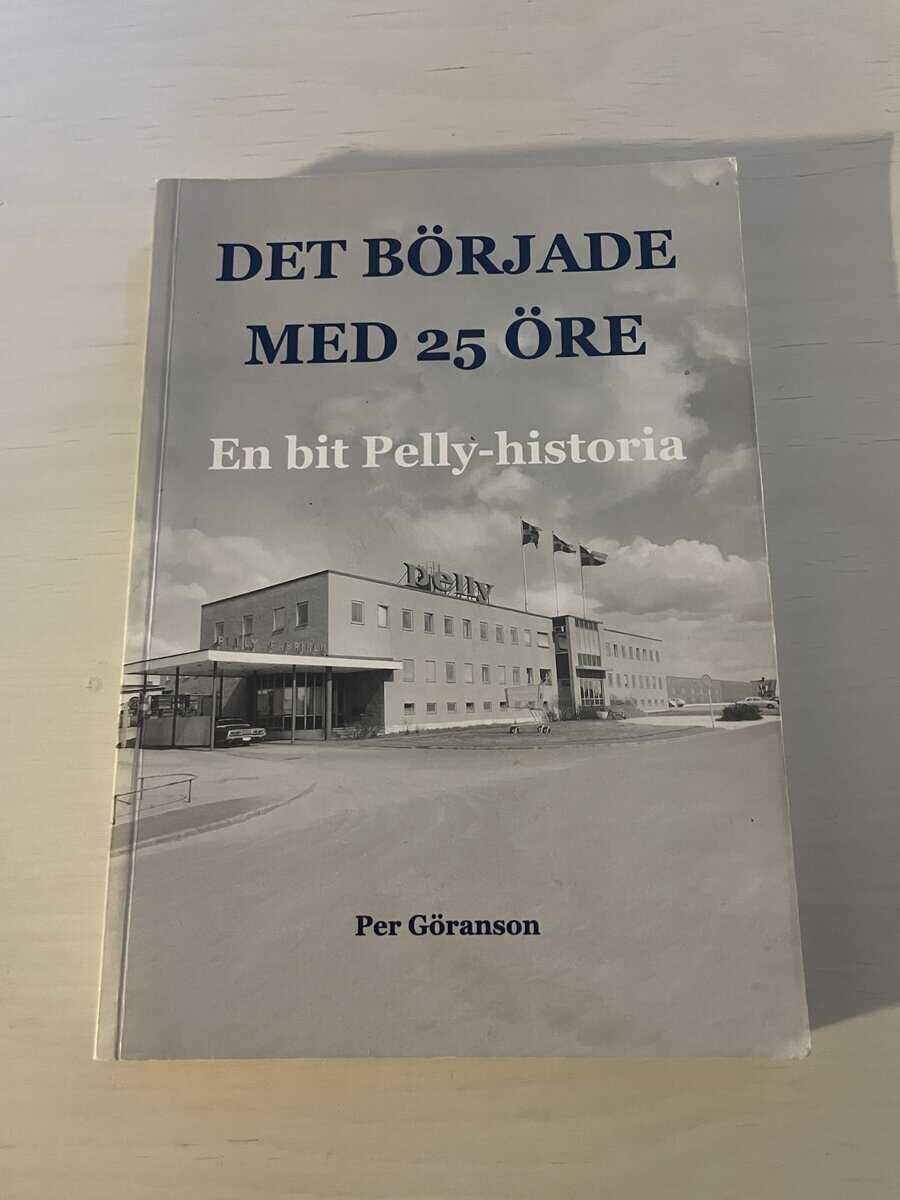 DET BÖRJADE
MED 25 ÖRE
En bit Pelly-historia
Pelly
Per Göranson